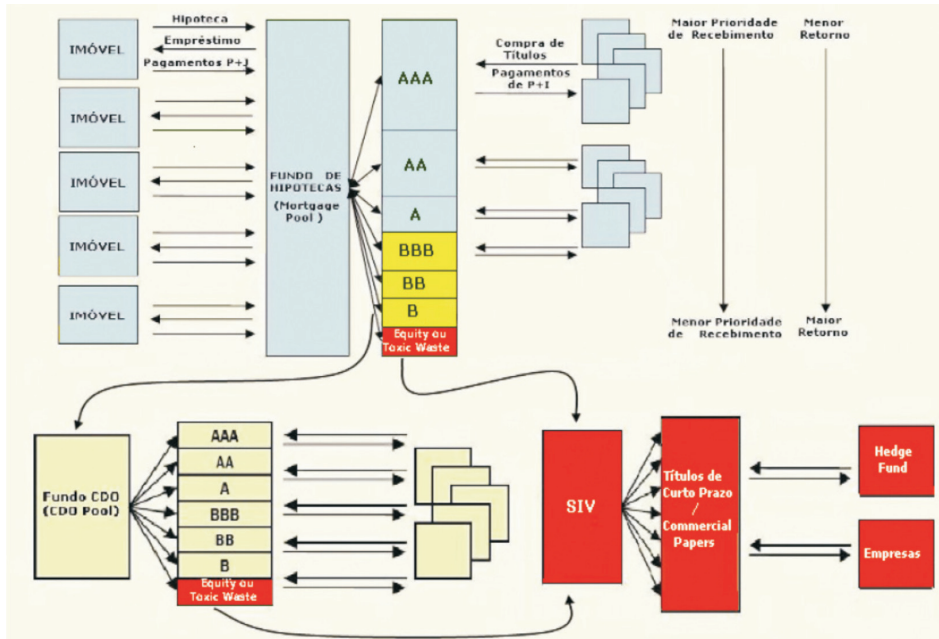 IMÓVEL
Hipoteca
Empréstimo
Pagamentos P+J
IMÓVEL
IMÓVEL
IMÓVEL
IMÓVEL
FUNDO DE
HIPOTECAS
(Mortgage
Pool )
AAA
AA
A
BBB
BB
B
Equity ou
Toxic Waste
Compra de
Títulos
Pagamentos
de P+I
Maior Prioridade
de Recebimento
Menor
Retorno
Menor Prioridade
de Recebimento
Maior
Retorno
Fundo CDO
(CDO Pool)
AAA
AA
A
BBB
BB
B
Equity ou
Toxic Waste
SIV
Títulos de
Curto Prazo
/
Commercial
Papers
Hedge
Fund
Empresas